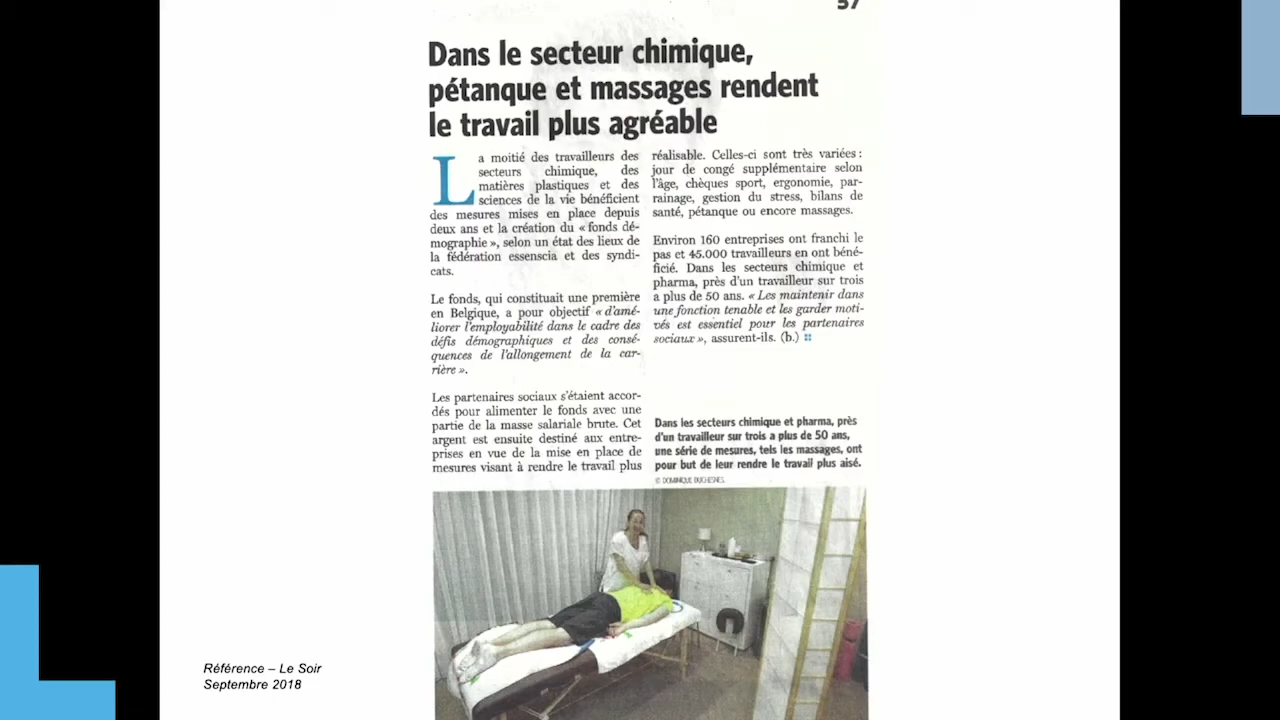 57
Dans le secteur chimique,
pétanque et massages rendent
le travail plus agréable
La moitié des travailleurs des
secteurs chimique, des
matières plastiques et des
sciences de la vie bénéficient
des mesures mises en place depuis
deux ans et la création du « fonds dé-
mographie », selon un état des lieux de
la fédération essenscia et des syndi-
cats.
Le fonds, qui constituait une première
en Belgique, a pour objectif « d'amé-
liorer l'employabilité dans le cadre des
défis démographiques et des consé-
quences de l'allongement de la car-
rière ».
Les partenaires sociaux s'étaient accor-
dés pour alimenter le fonds avec une
partie de la masse salariale brute. Cet
argent est ensuite destiné aux entre-
prises en vue de la mise en place de
mesures visant à rendre le travail plus
réalisable. Celles-ci sont très variées :
jour de congé supplémentaire selon
l'âge, chèques sport, ergonomie, par-
rainage, gestion du stress, bilans de
santé, pétanque ou encore massages.
Environ 160 entreprises ont franchi le
pas et 45.000 travailleurs en ont béné-
ficié. Dans les secteurs chimique et
pharma, près d'un travailleur sur trois
a plus de 50 ans. « Les maintenir dans
une fonction tenable et les garder moti-
vés est essentiel pour les partenaires
sociaux », assurent-ils. (b.)
Dans les secteurs chimique et pharma, près
d'un travailleur sur trois a plus de 50 ans,
une série de mesures, tels les massages, ont
pour but de leur rendre le travail plus aisé.
© DOMINIQUE DUCHESNES.
Référence – Le Soir
Septembre 2018